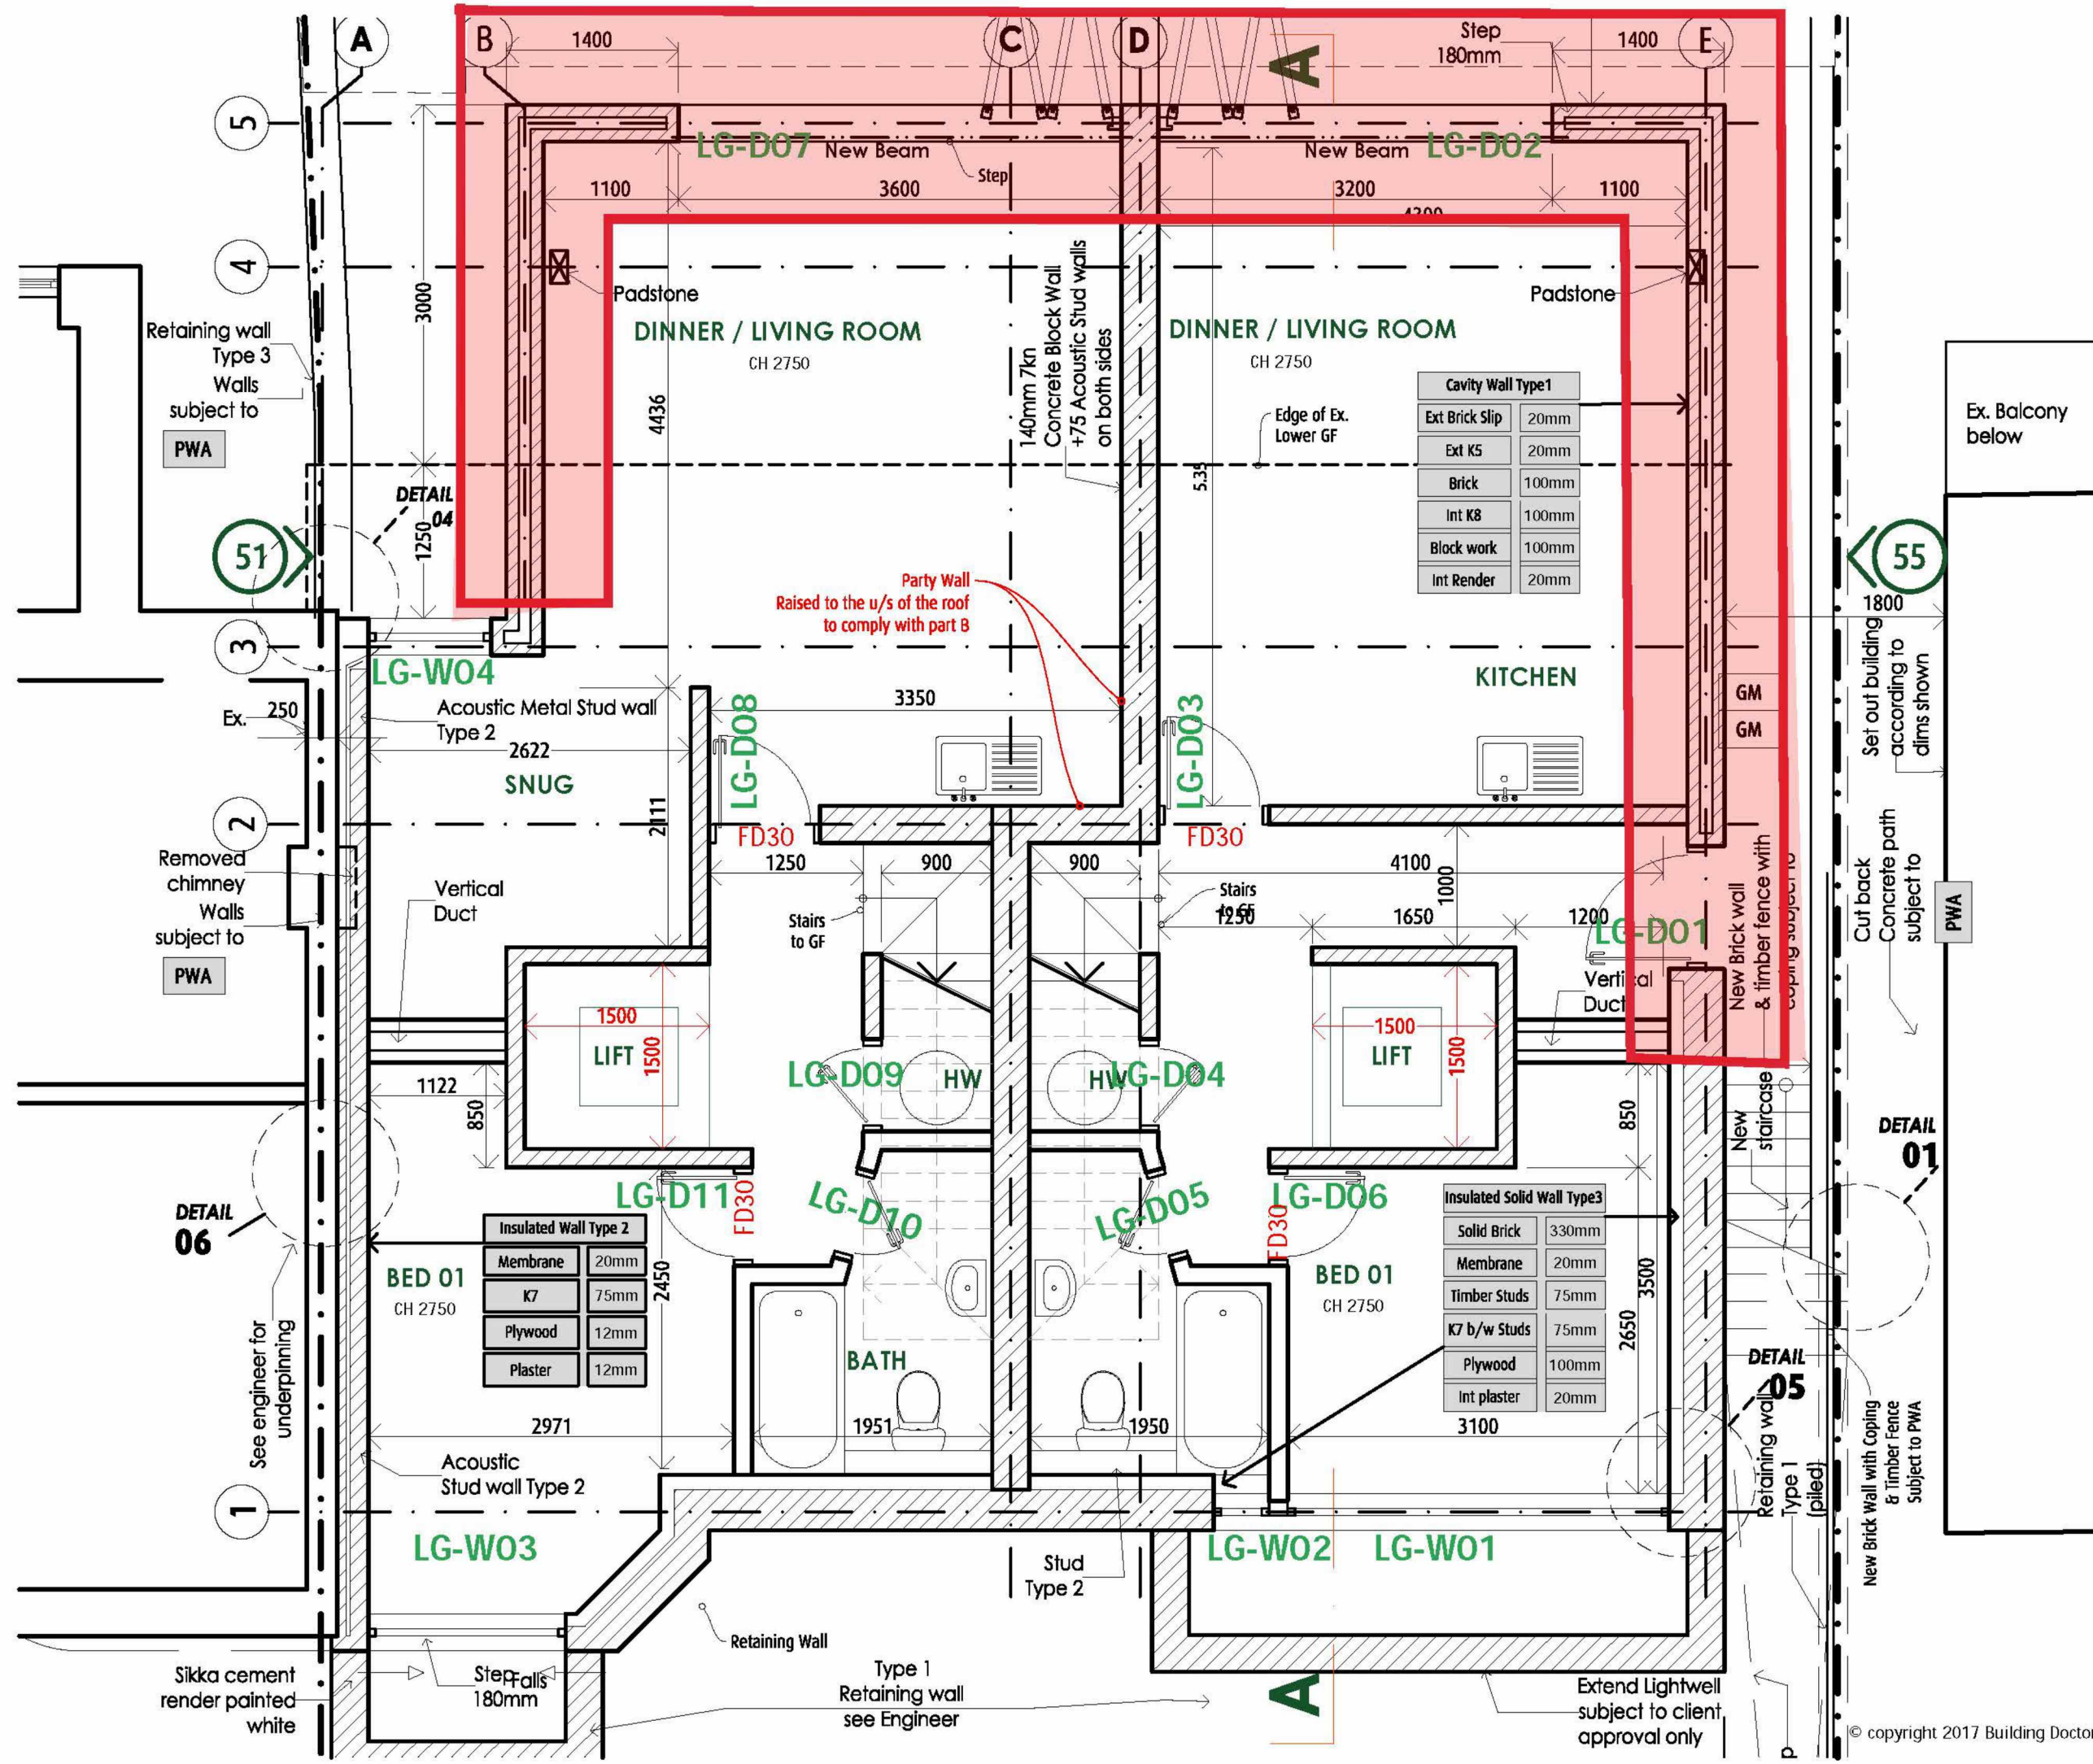 A
B
1400
C
D
A
Step
180mm
1400
E
5
LG-D07
New Beam
Step
New Beam
LG-D02
1100
3600
3200
1100
4200
4
3000
Padstone
Padstone
Retaining wall
Type 3
Walls
subject to
PWA
DINNER / LIVING ROOM
CH 2750
4436
140mm 7kn
Concrete Block Wall
+75 Acoustic Stud walls
on both sides
DINNER / LIVING ROOM
CH 2750
Edge of Ex.
Lower GF
5.35
Cavity Wall Type1
Ext Brick Slip 20mm
Ext K5 20mm
Brick 100mm
Int K8 100mm
Block work 100mm
Int Render 20mm
Ex. Balcony
below
DETAIL
04
1250
51
55
1800
Party Wall
Raised to the u/s of the roof
to comply with part B
3
LG-W04
KITCHEN
GM
GM
Set out building
according to
dims shown
Ex. 250
Acoustic Metal Stud wall
Type 2
2622
SNUG
LG-D08
3350
LG-D03
2111
2
FD30
FD30
Removed
chimney
Walls
subject to
PWA
Vertical
Duct
1250
900
900
4100
1000
Stairs
to GF
Stairs
to GF
1250
1650
1200
LG-D01
New Brick wall
& timber fence with
coping subject to
Cut back
Concrete path
subject to
PWA
Vertical
Duct
1500
LIFT
1500
1500
LIFT
1500
LG-D09
HW
HW
LG-D04
1122
850
850
New
staircase
DETAIL
01
LG-D11
FD30
LG-D10
LG-D05
LG-D06
FD30
DETAIL
06
Insulated Wall Type 2
Membrane 20mm
K7 75mm
Plywood 12mm
Plaster 12mm
BED 01
CH 2750
2450
BED 01
CH 2750
Insulated Solid Wall Type3
Solid Brick 330mm
Membrane 20mm
Timber Studs 75mm
K7 b/w Studs 75mm
Plywood 100mm
Int plaster 20mm
3500
2650
See engineer for
underpinning
BATH
DETAIL
05
2971
1951
1950
3100
Acoustic
Stud wall Type 2
Retaining wall
Type 1
(piled)
New Brick Wall with Coping
& Timber Fence
Subject to PWA
1
LG-W03
LG-W02
LG-W01
Stud
Type 2
Retaining Wall
Sikka cement
render painted
white
Step
180mm
Falls
Type 1
Retaining wall
see Engineer
A
Extend Lightwell
subject to client
approval only
p
© copyright 2017 Building Doctor